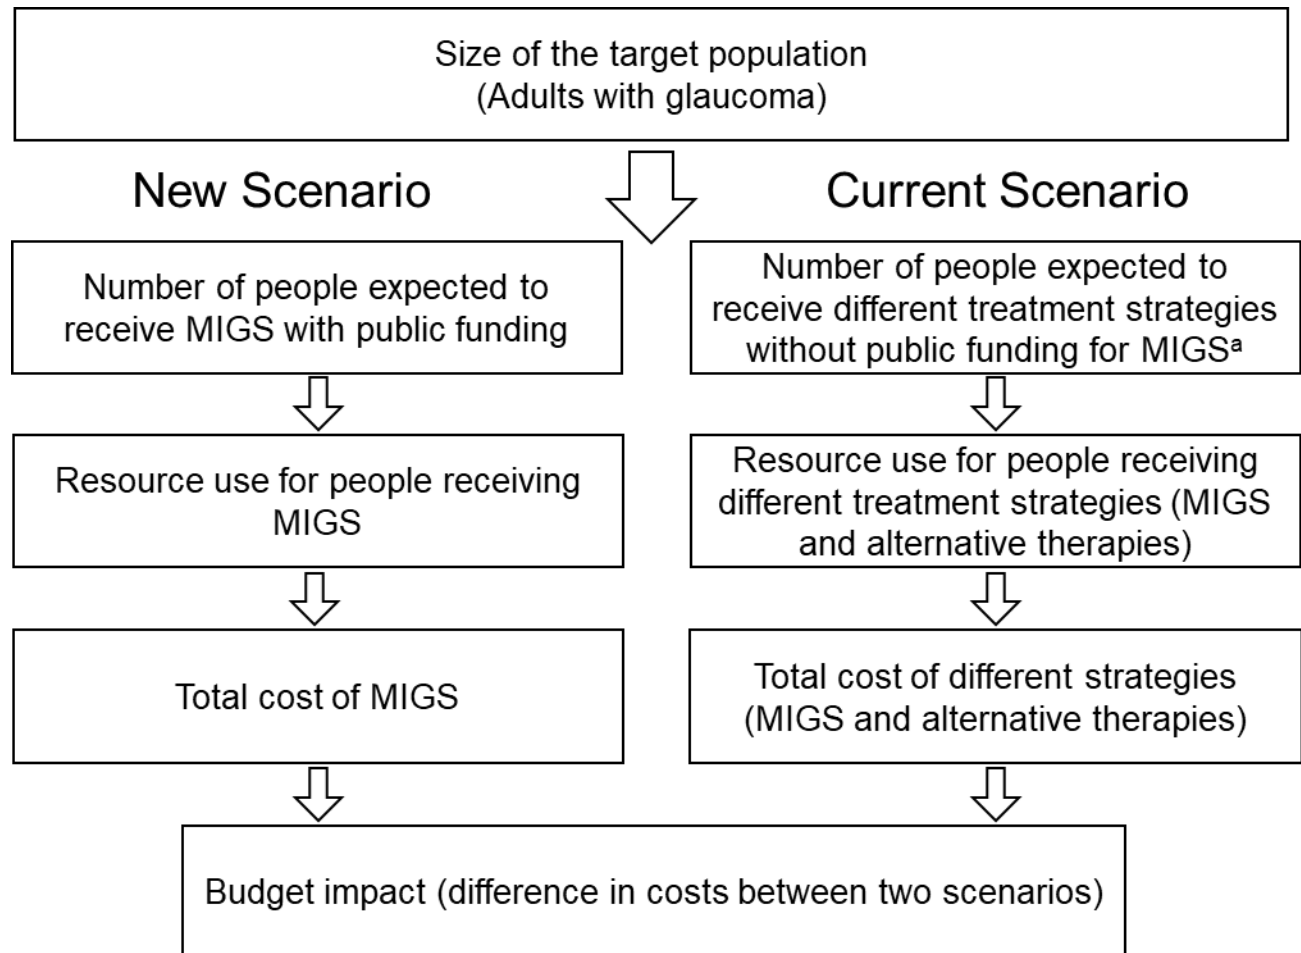 Size of the target population
(Adults with glaucoma)
New Scenario
Current Scenario
Number of people expected to
receive MIGS with public funding
Number of people expected to
receive different treatment strategies
without public funding for MIGSᵃ
Resource use for people receiving
MIGS
Resource use for people receiving
different treatment strategies (MIGS
and alternative therapies)
Total cost of MIGS
Total cost of different strategies
(MIGS and alternative therapies)
Budget impact (difference in costs between two scenarios)